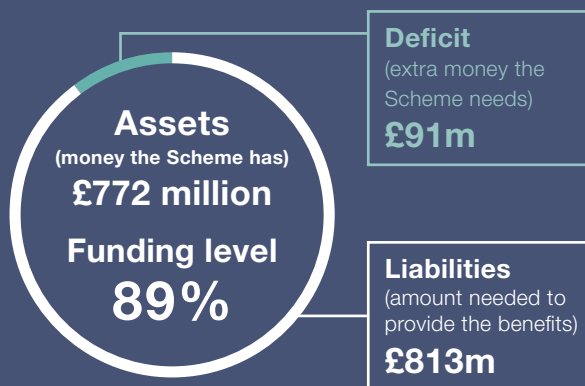 Assets
(money the Scheme has)
£772 million
Funding level
89%
Deficit
(extra money the
Scheme needs)
£91m
Liabilities
(amount needed to
provide the benefits)
£813m